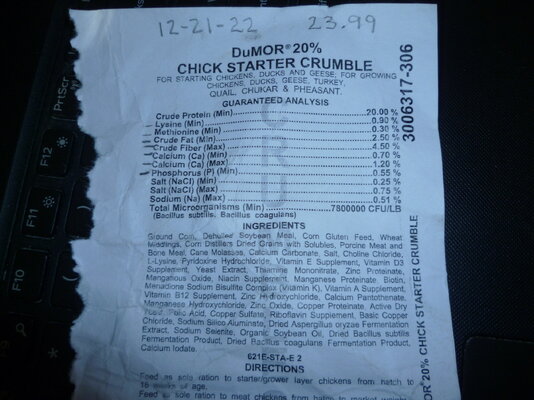 12-21-22 23.99
DuMOR® 20%
CHICK STARTER CRUMBLE
FOR STARTING CHICKENS, DUCKS AND GEESE; FOR GROWING
CHICKENS, DUCKS, GEESE, TURKEY,
QUAIL, CHUKAR & PHEASANT.
GUARANTEED ANALYSIS
Crude Protein (Min) 20.00 %
Lysine (Min) 0.90 %
Methionine (Min) 0.30 %
Crude Fat (Min) 2.50 %
Crude Fiber (Max) 4.50 %
Calcium (Ca) (Min) 0.70 %
Calcium (Ca) (Max) 1.20 %
Phosphorus (P) (Min) 0.55 %
Salt (NaCl) (Min) 0.25 %
Salt (NaCl) (Max) 0.75 %
Sodium (Na) (Max) 0.51 %
Total Microorganisms (Min) 7800000 CFU/LB
(Bacillus subtilis, Bacillus coagulans)
INGREDIENTS
Ground Corn, Dehulled Soybean Meal, Corn Gluten Feed, Wheat
Middlings, Corn Distillers Dried Grains with Solubles, Porcine Meat and
Bone Meal, Cane Molasses, Calcium Carbonate, Salt, Choline Chloride,
L-Lysine, Pyridoxine Hydrochloride, Vitamin E Supplement, Vitamin D3
Supplement, Yeast Extract, Thiamine Mononitrate, Zinc Proteinate,
Manganous Oxide, Niacin Supplement, Manganese Proteinate, Biotin,
Menadione Sodium Bisulfite Complex (Vitamin K), Vitamin A Supplement,
Vitamin B12 Supplement, Zinc Hydroxychloride, Calcium Pantothenate,
Manganese Hydroxychloride, Zinc Oxide, Copper Proteinate, Active Dry
Yeast, Folic Acid, Copper Sulfate, Riboflavin Supplement, Basic Copper
Chloride, Sodium Silico Aluminate, Dried Aspergillus oryzae Fermentation
Extract, Sodium Selenite, Organic Soybean Oil, Dried Bacillus subtilis
Fermentation Product, Dried Bacillus coagulans Fermentation Product,
Calcium Iodate.
621E-STA-E 2
DIRECTIONS
Feed as sole ration to starter/grower layer chickens from hatch to
16 weeks of age.
Feed as sole ration to meat chickens from hatch to market weight
3006317-306
DuMOR® 20% CHICK STARTER CRUMBLE
PrtScr
F12
F11
F10